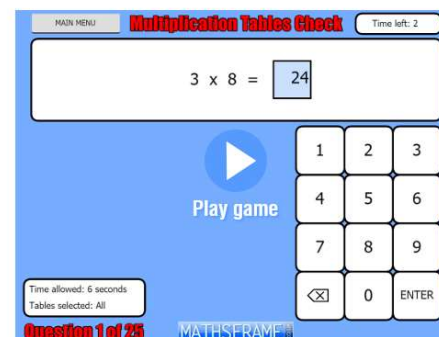 MAIN MENU
Multiplication Tables Check
Time left: 2
3 x 8 = 24
Play game
1 2 3
4 5 6
7 8 9
0 ENTER
Time allowed: 6 seconds
Tables selected: All
Question 1 of 25
MATHSFRAME